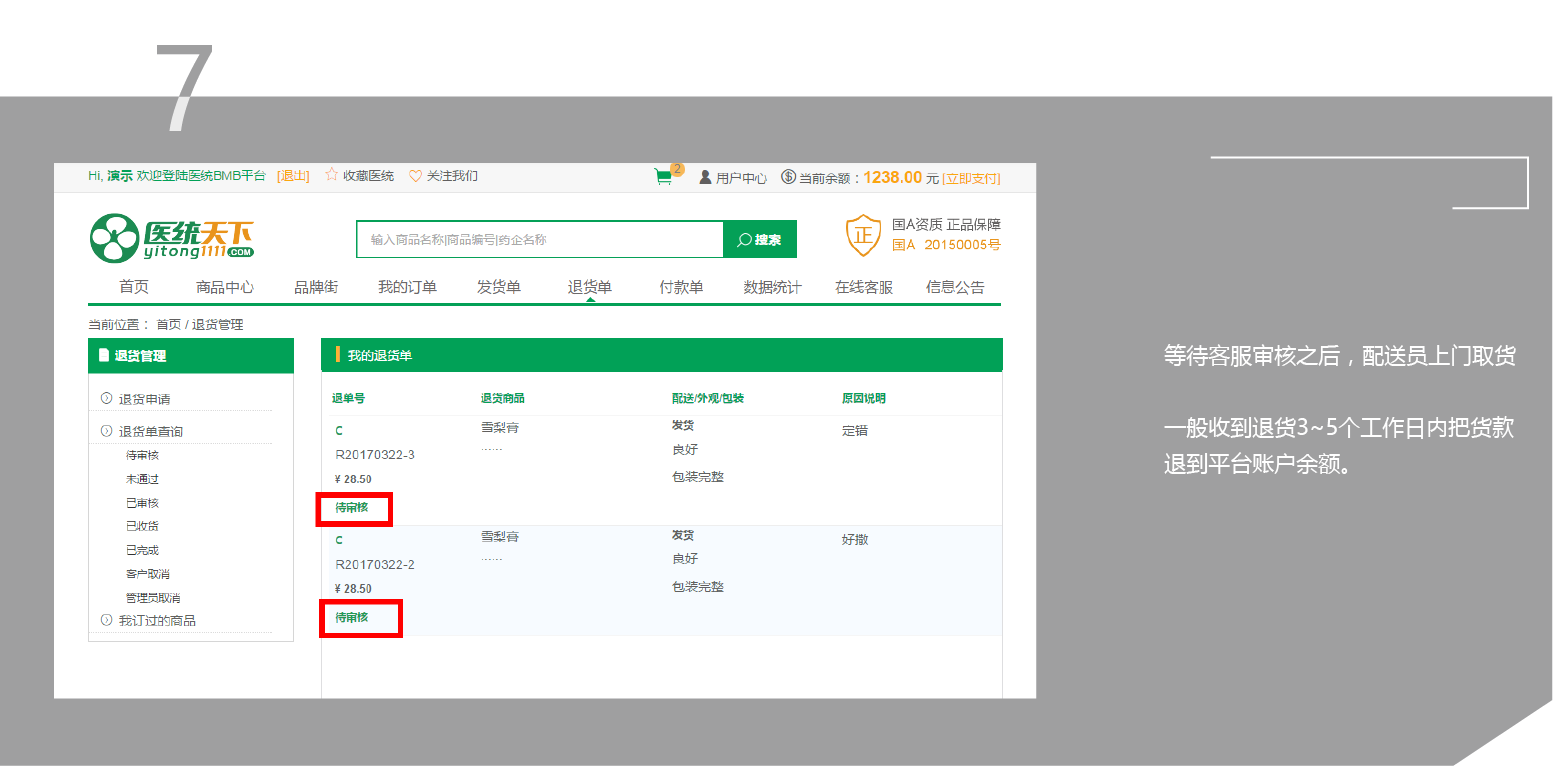 7
Hi, 演示 欢迎登陆医统BMB平台 [退出] 收藏医统 关注我们 2 用户中心 当前余额：1238.00 元 [立即支付]
医统天下
yitong1111.COM
输入商品名称|商品编号|药企名称 搜索
正 国A资质 正品保障
国A 20150005号
首页 商品中心 品牌街 我的订单 发货单 退货单 付款单 数据统计 在线客服 信息公告
当前位置： 首页 / 退货管理
退货管理
退货申请
退货单查询
待审核
未通过
已审核
已收货
已完成
客户取消
管理员取消
我订过的商品
我的退货单
退单号 退货商品 配送/外观/包装 原因说明
C 雪梨膏 发货 定错
R20170322-3 ...... 良好
¥ 28.50 包装完整
待审核
C 雪梨膏 发货 好撒
R20170322-2 ...... 良好
¥ 28.50 包装完整
待审核
等待客服审核之后，配送员上门取货
一般收到退货3~5个工作日内把货款
退到平台账户余额。